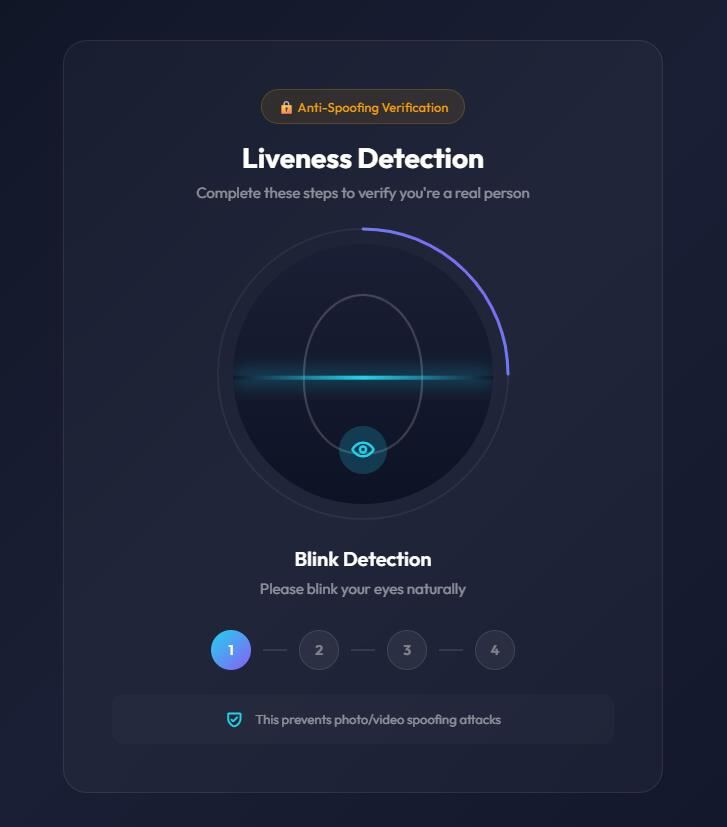 🔒 Anti-Spoofing Verification
Liveness Detection
Complete these steps to verify you're a real person
Blink Detection
Please blink your eyes naturally
1 2 3 4
This prevents photo/video spoofing attacks